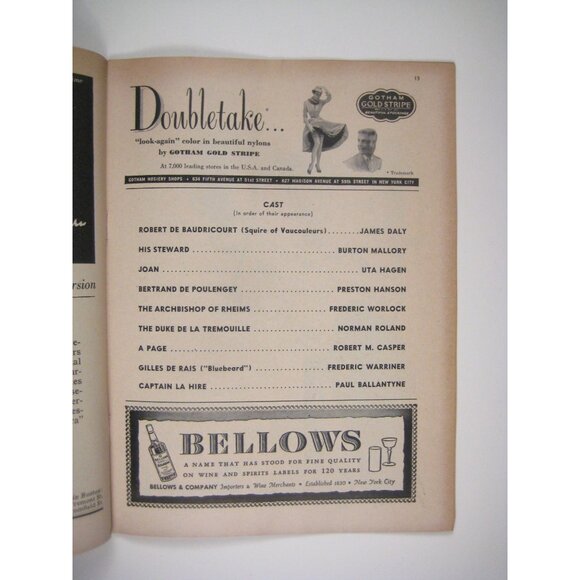 13
Doubletake*...
"look-again" color in beautiful nylons
by GOTHAM GOLD STRIPE
At 7,000 leading stores in the U.S.A. and Canada.
GOTHAM
GOLD STRIPE
BEAUTIFUL STOCKINGS
* Trademark
GOTHAM HOSIERY SHOPS • 634 FIFTH AVENUE AT 51st STREET • 427 MADISON AVENUE AT 50th STREET IN NEW YORK CITY
CAST
(in order of their appearance)
ROBERT DE BAUDRICOURT (Squire of Vaucouleurs) ........ JAMES DALY
HIS STEWARD ........ BURTON MALLORY
JOAN ........ UTA HAGEN
BERTRAND DE POULENGEY ........ PRESTON HANSON
THE ARCHBISHOP OF RHEIMS ........ FREDERIC WORLOCK
THE DUKE DE LA TREMOUILLE ........ NORMAN ROLAND
A PAGE ........ ROBERT M. CASPER
GILLES DE RAIS ("Bluebeard") ........ FREDERIC WARRINER
CAPTAIN LA HIRE ........ PAUL BALLANTYNE
BELLOWS
A NAME THAT HAS STOOD FOR FINE QUALITY
ON WINE AND SPIRITS LABELS FOR 120 YEARS
BELLOWS & COMPANY Importers & Wine Merchants • Established 1830 • New York City